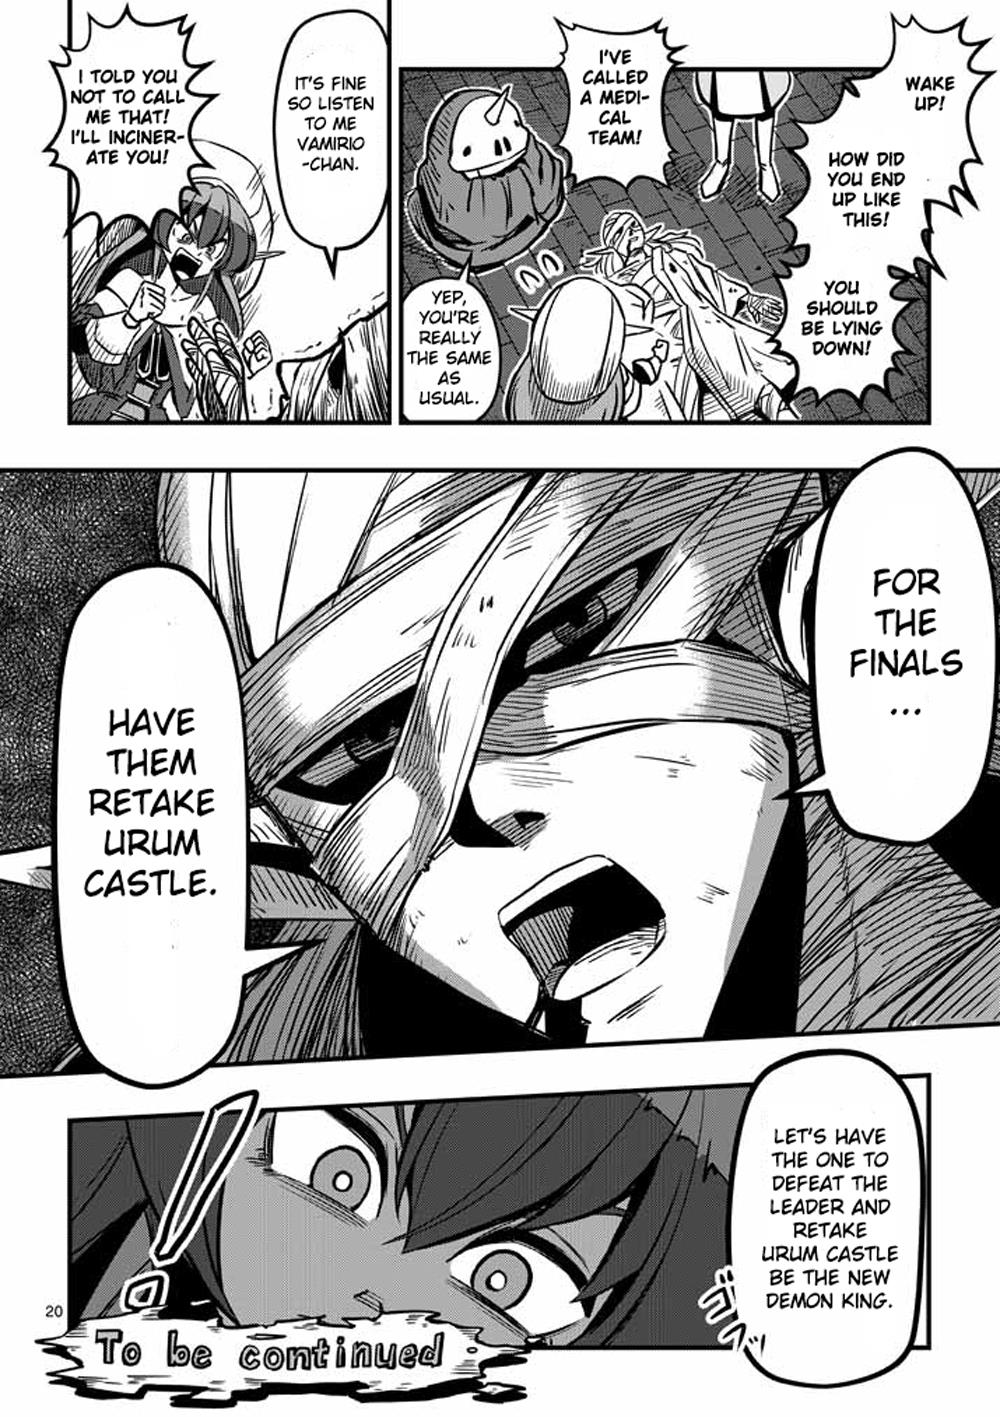 WAKE
UP!
HOW DID
YOU END
UP LIKE
THIS!
YOU
SHOULD
BE LYING
DOWN!
I'VE
CALLED
A MEDI-
CAL
TEAM!
YEP,
YOU'RE
REALLY
THE SAME
AS
USUAL.
IT'S FINE
SO LISTEN
TO ME
VAMIRIO
-CHAN.
I TOLD YOU
NOT TO CALL
ME THAT!
I'LL INCINER-
ATE YOU!
FOR
THE
FINALS
...
HAVE
THEM
RETAKE
URUM
CASTLE.
LET'S HAVE
THE ONE TO
DEFEAT THE
LEADER AND
RETAKE
URUM CASTLE
BE THE NEW
DEMON KING.
ゴベ
20
To be continued